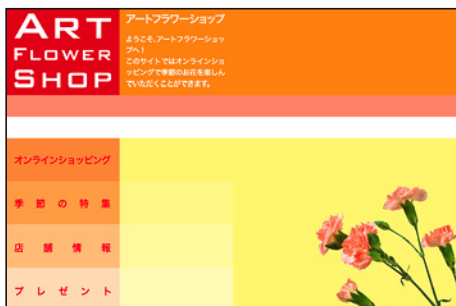 ART
FLOWER
SHOP
アートフラワーショップ
ようこそ、アートフラワーショッ
プへ！
このサイトではオンラインショ
ッピングで季節のお花を楽しん
でいただくことができます。
オンラインショッピング
季節の特集
店舗情報
プレゼント